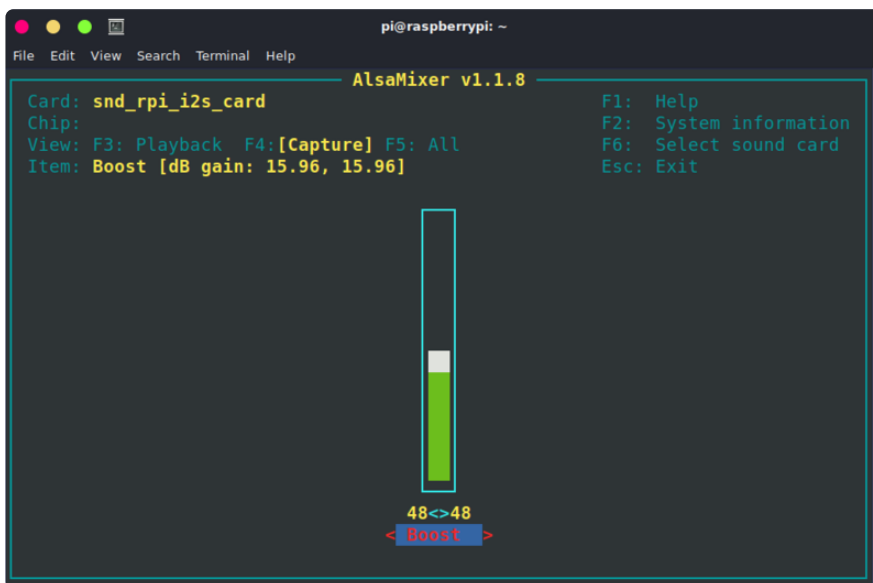 pi@raspberrypi: ~
File Edit View Search Terminal Help
AlsaMixer v1.1.8
Card: snd_rpi_i2s_card F1: Help
Chip: F2: System information
View: F3: Playback F4:[Capture] F5: All F6: Select sound card
Item: Boost [dB gain: 15.96, 15.96] Esc: Exit
48<>48
< Boost >